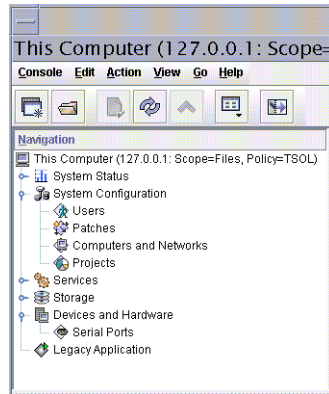 This Computer (127.0.0.1: Scope=
Console Edit Action View Go Help
Navigation
This Computer (127.0.0.1: Scope=Files, Policy=TSOL)
System Status
System Configuration
Users
Patches
Computers and Networks
Projects
Services
Storage
Devices and Hardware
Serial Ports
Legacy Application